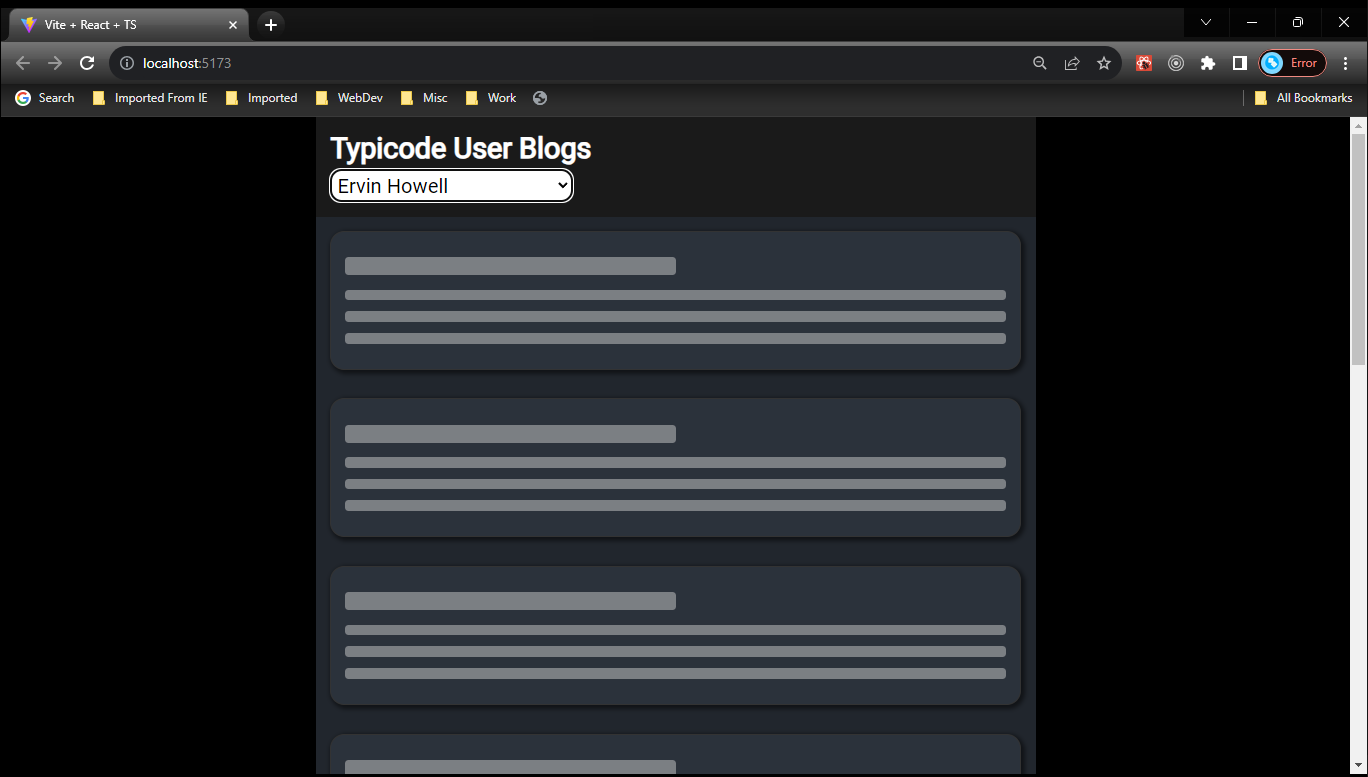 Vite + React + TS
localhost:5173
Error
Search
Imported From IE
Imported
WebDev
Misc
Work
All Bookmarks
Typicode User Blogs
Ervin Howell